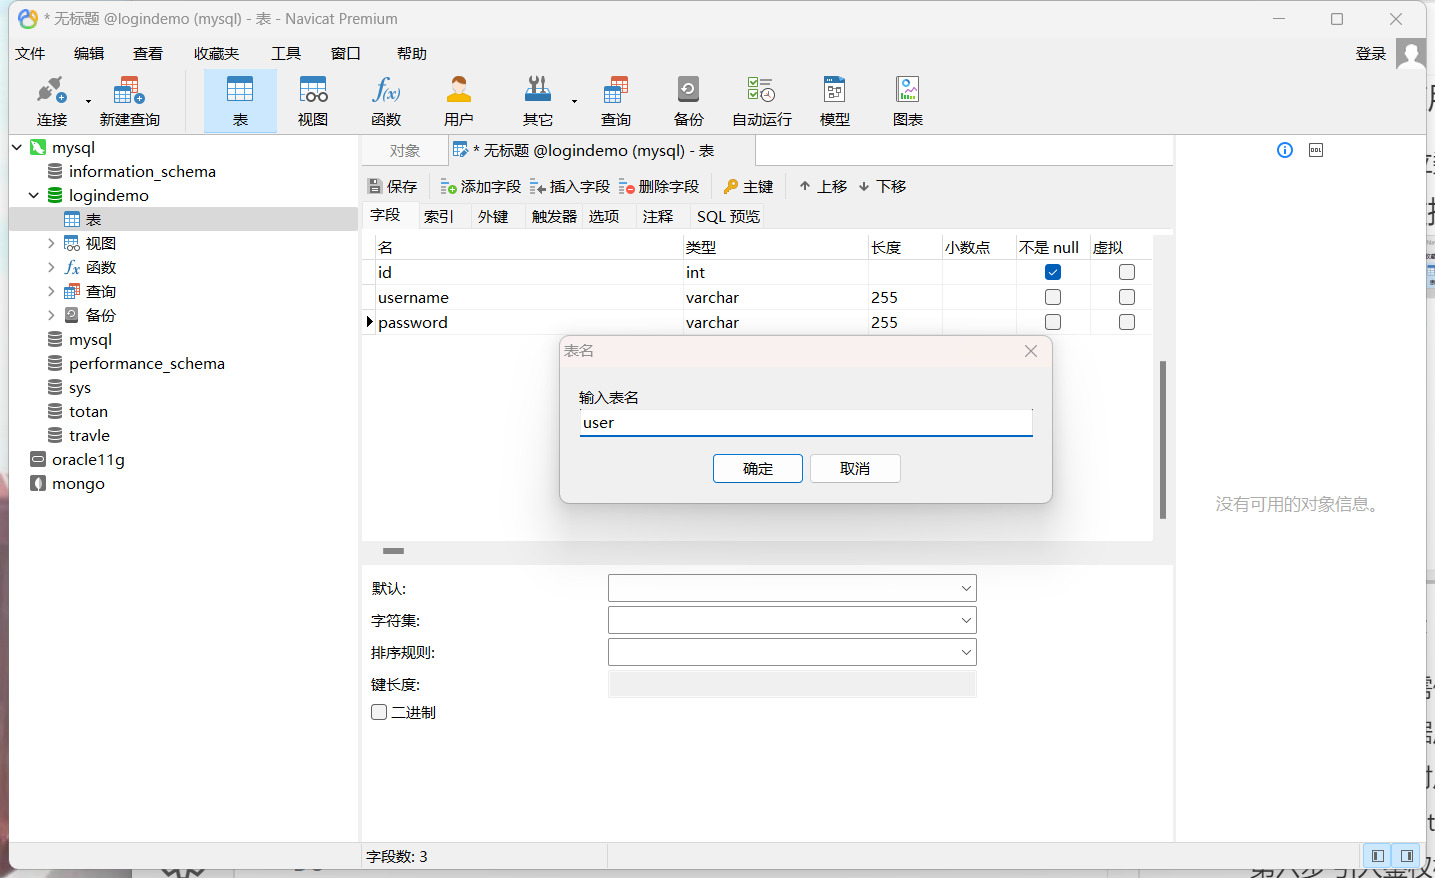 * 无标题 @logindemo (mysql) - 表 - Navicat Premium
文件 编辑 查看 收藏夹 工具 窗口 帮助 登录
连接 新建查询 表 视图 函数 用户 其它 查询 备份 自动运行 模型 图表
mysql
information_schema
logindemo
表
视图
函数
查询
备份
mysql
performance_schema
sys
totan
travle
oracle11g
mongo
对象 * 无标题 @logindemo (mysql) - 表
保存 添加字段 插入字段 删除字段 主键 上移 下移
字段 索引 外键 触发器 选项 注释 SQL 预览
名 类型 长度 小数点 不是 null 虚拟
id int
username varchar 255
password varchar 255
表名
输入表名
user
确定 取消
默认:
字符集:
排序规则:
键长度:
二进制
没有可用的对象信息。
字段数: 3